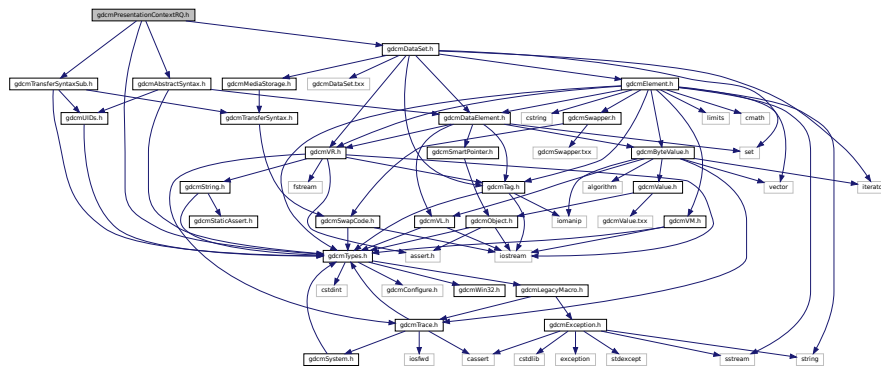 gdcmPresentationContextRQ.h
gdcmDataSet.h
gdcmTransferSyntaxSub.h
gdcmAbstractSyntax.h
gdcmMediaStorage.h
gdcmDataSet.txx
gdcmElement.h
gdcmUIDs.h
gdcmTransferSyntax.h
gdcmDataElement.h
cstring
gdcmSwapper.h
limits
cmath
gdcmVR.h
gdcmSmartPointer.h
gdcmSwapper.txx
gdcmByteValue.h
set
gdcmString.h
fstream
gdcmTag.h
algorithm
gdcmValue.h
vector
iterator
gdcmStaticAssert.h
gdcmSwapCode.h
gdcmVL.h
gdcmObject.h
iomanip
gdcmValue.txx
gdcmVM.h
gdcmTypes.h
assert.h
iostream
cstdint
gdcmConfigure.h
gdcmWin32.h
gdcmLegacyMacro.h
gdcmTrace.h
gdcmException.h
gdcmSystem.h
iosfwd
cassert
cstdlib
exception
stdexcept
sstream
string